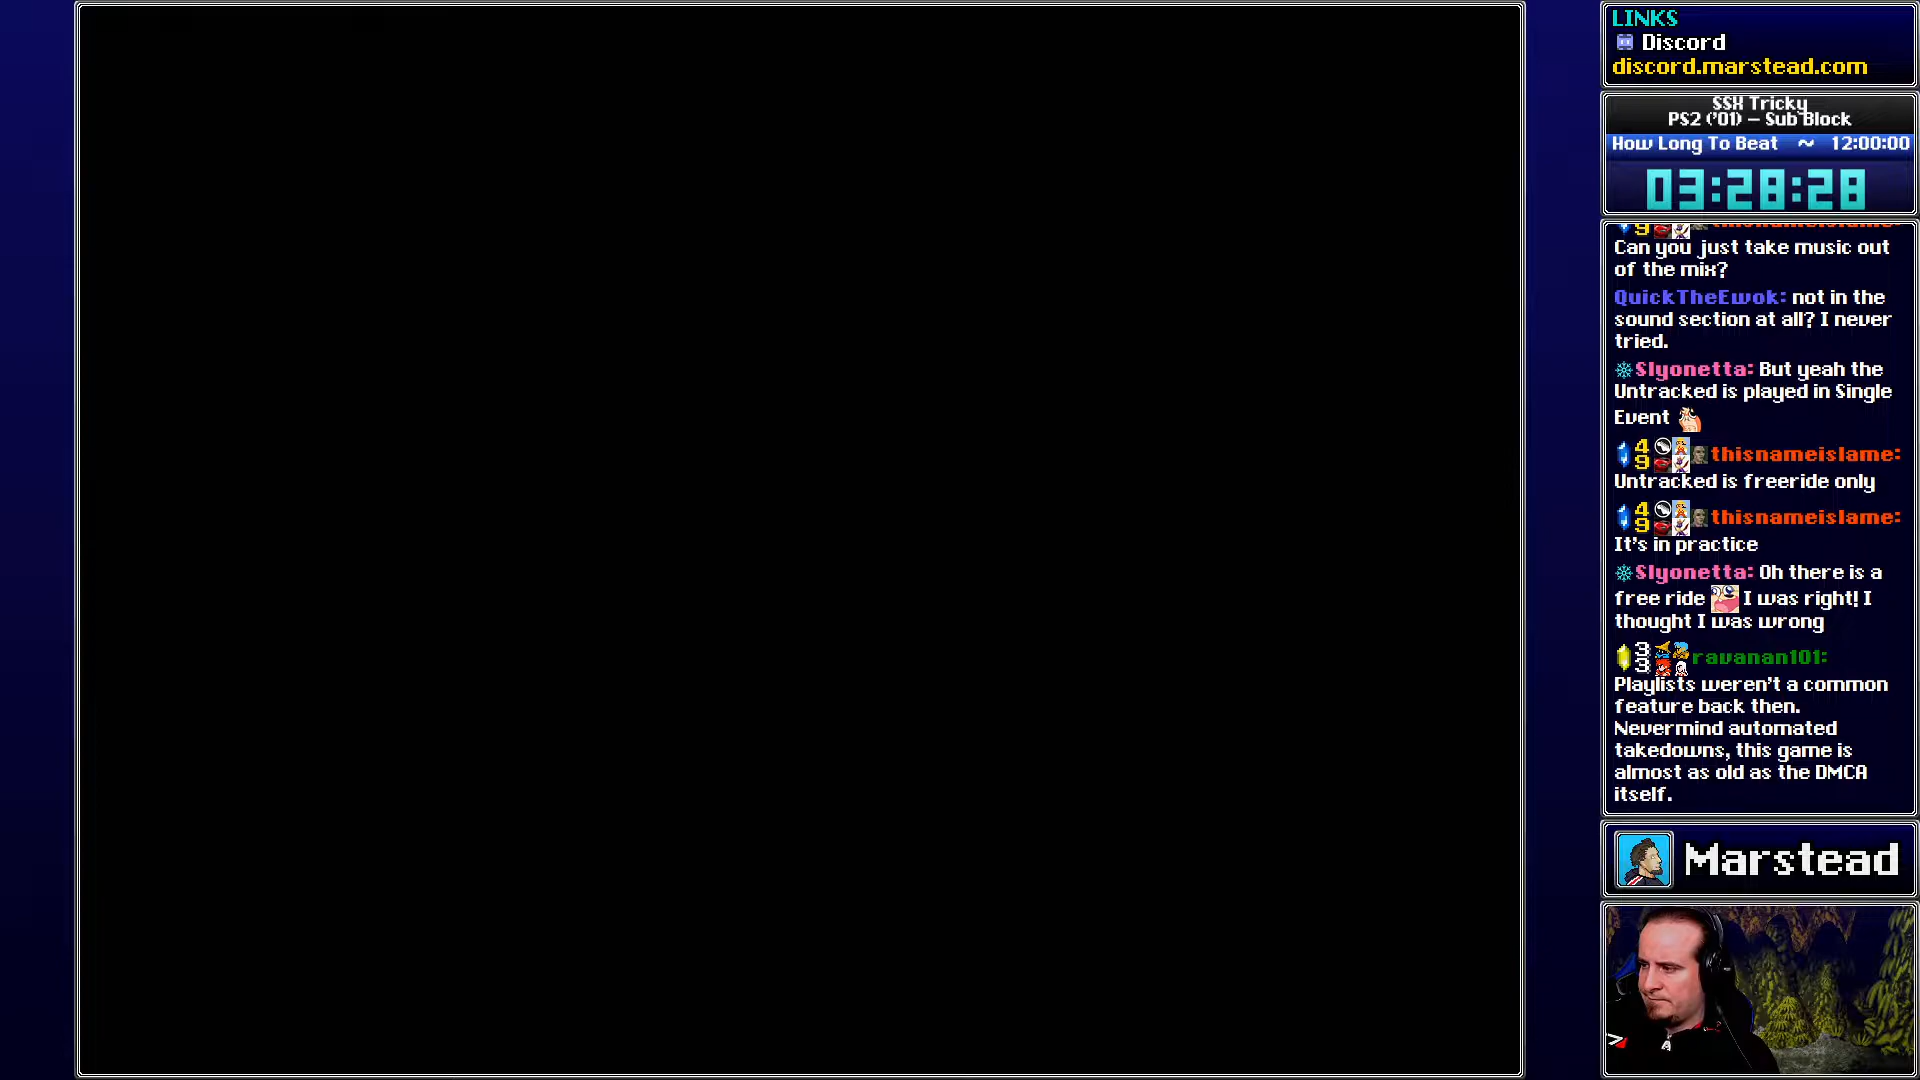 LINKS
Discord
discord.marstead.com
SSX Tricky
PS2 ('01) – Sub Block
How Long To Beat ~ 12:00:00
03:28:28
Can you just take music out
of the mix?
QuickTheEwok: not in the
sound section at all? I never
tried.
Slyonetta: But yeah the
Untracked is played in Single
Event
49 thisnameislame:
Untracked is freeride only
49 thisnameislame:
It's in practice
Slyonetta: Oh there is a
free ride I was right! I
thought I was wrong
33 ravanan101:
Playlists weren't a common
feature back then.
Nevermind automated
takedowns, this game is
almost as old as the DMCA
itself.
Marstead